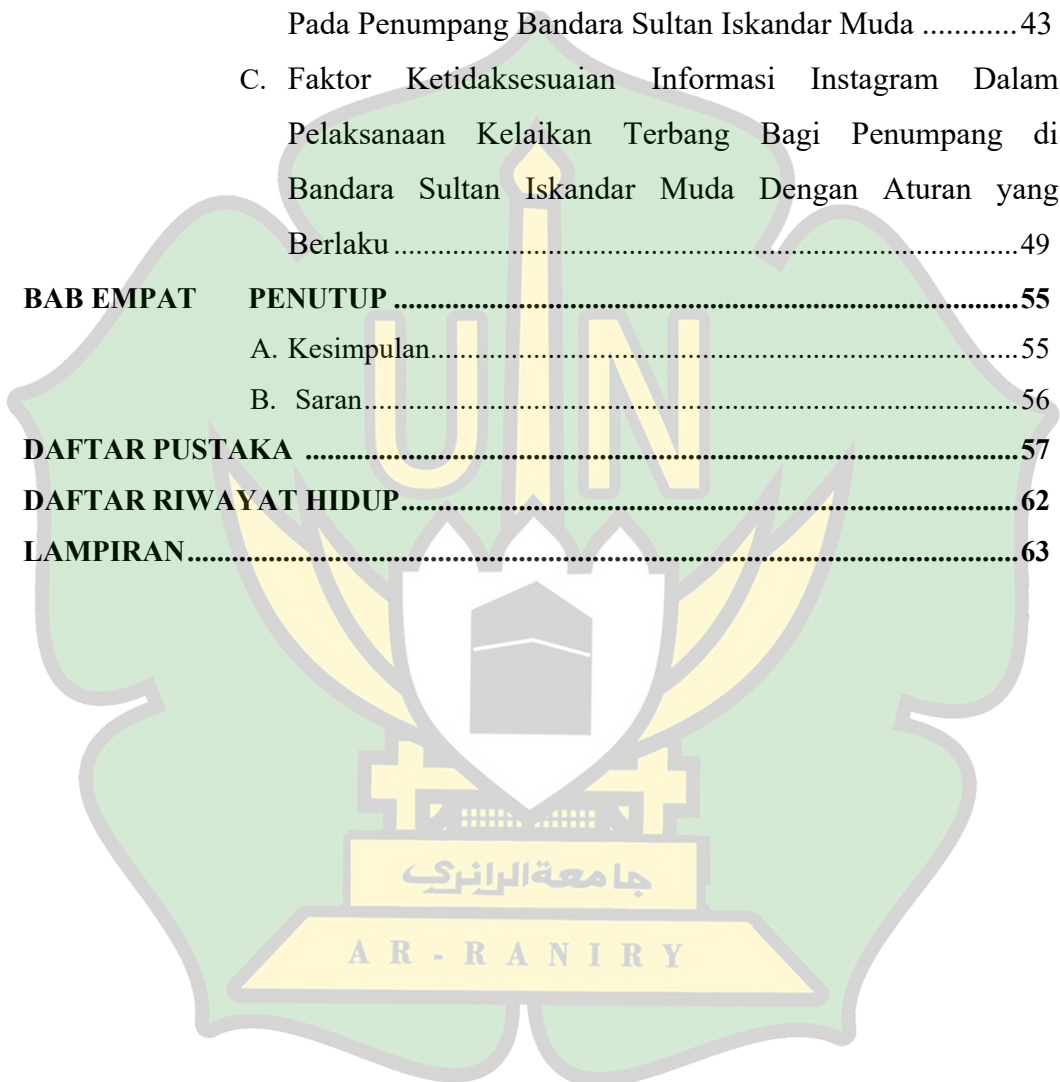 Pada Penumpang Bandara Sultan Iskandar Muda ............43
C. Faktor Ketidaksesuaian Informasi Instagram Dalam
Pelaksanaan Kelaikan Terbang Bagi Penumpang di
Bandara Sultan Iskandar Muda Dengan Aturan yang
Berlaku ............................................................................................49
BAB EMPAT PENUTUP ............................................................................................55
A. Kesimpulan.......................................................................................55
B. Saran.................................................................................................56
DAFTAR PUSTAKA .........................................................................................................57
DAFTAR RIWAYAT HIDUP...........................................................................................62
LAMPIRAN..........................................................................................................................63
UIN
جامعة الرانري
AR-RANIRY